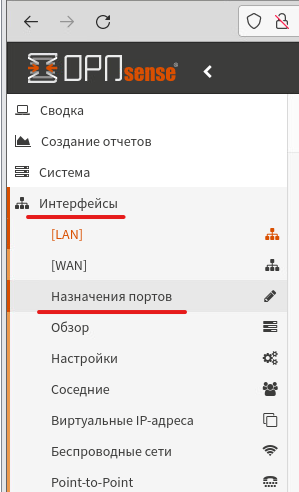 OPNsense®
Сводка
Создание отчетов
Система
Интерфейсы
[LAN]
[WAN]
Назначения портов
Обзор
Настройки
Соседние
Виртуальные IP-адреса
Беспроводные сети
Point-to-Point